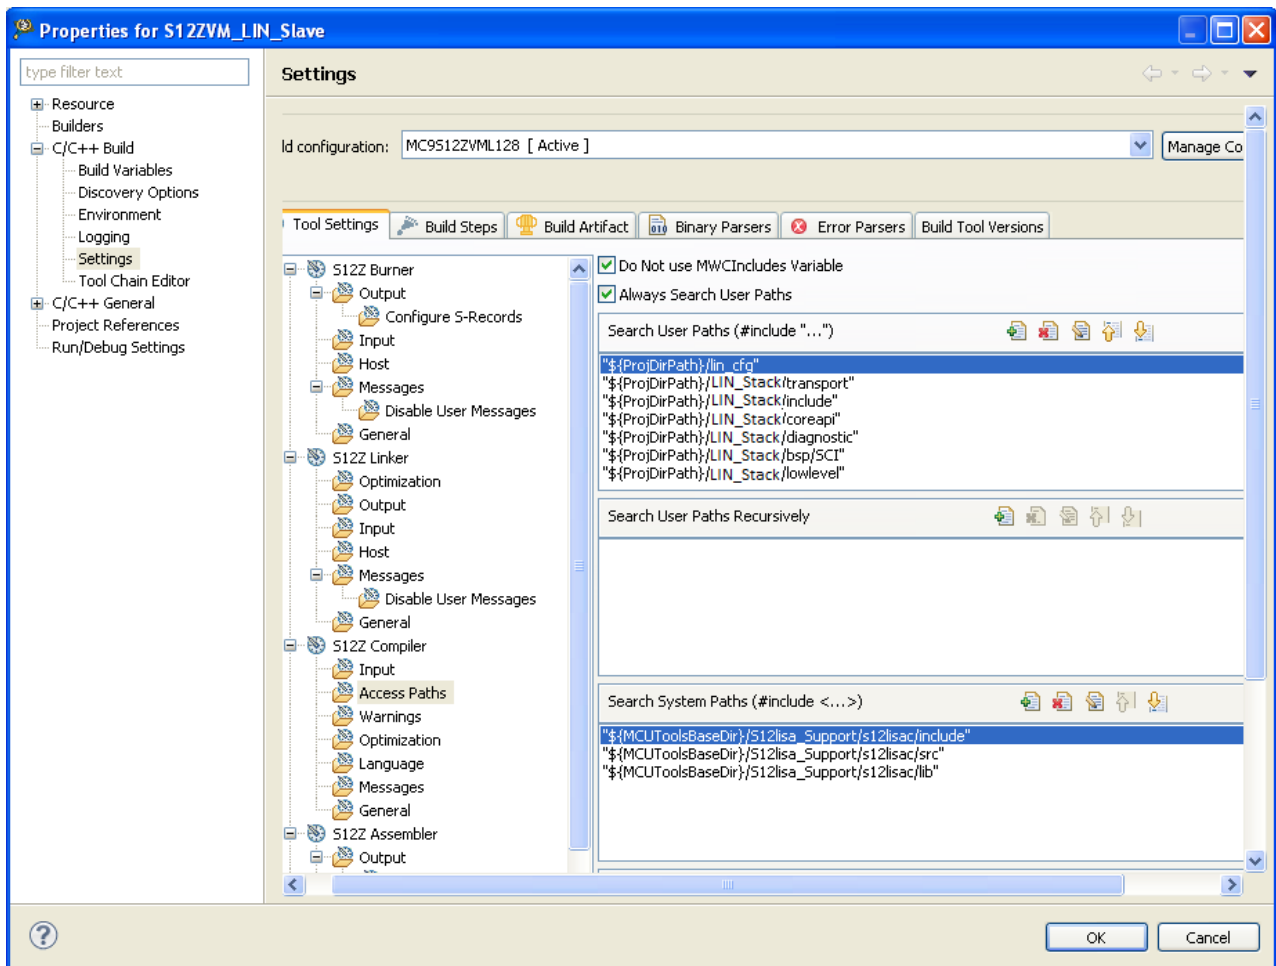 Properties for S12ZVM_LIN_Slave
type filter text
Resource
Builders
C/C++ Build
Build Variables
Discovery Options
Environment
Logging
Settings
Tool Chain Editor
C/C++ General
Project References
Run/Debug Settings
Settings
ld configuration:
MC9S12ZVML128 [ Active ]
Manage Co
Tool Settings
Build Steps
Build Artifact
010
Binary Parsers
Error Parsers
Build Tool Versions
S12Z Burner
Output
Configure S-Records
Input
Host
Messages
Disable User Messages
General
S12Z Linker
Optimization
Output
Input
Host
Messages
Disable User Messages
General
S12Z Compiler
Input
Access Paths
Warnings
Optimization
Language
Messages
General
S12Z Assembler
Output
Do Not use MWCIncludes Variable
Always Search User Paths
Search User Paths (#include "...")
"${ProjDirPath}/lin_cfg"
"${ProjDirPath}/LIN_Stack/transport"
"${ProjDirPath}/LIN_Stack/include"
"${ProjDirPath}/LIN_Stack/coreapi"
"${ProjDirPath}/LIN_Stack/diagnostic"
"${ProjDirPath}/LIN_Stack/bsp/SCI"
"${ProjDirPath}/LIN_Stack/lowlevel"
Search User Paths Recursively
Search System Paths (#include <...>)
"${MCUToolsBaseDir}/S12lisa_Support/s12lisac/include"
"${MCUToolsBaseDir}/S12lisa_Support/s12lisac/src"
"${MCUToolsBaseDir}/S12lisa_Support/s12lisac/lib"
?
OK
Cancel